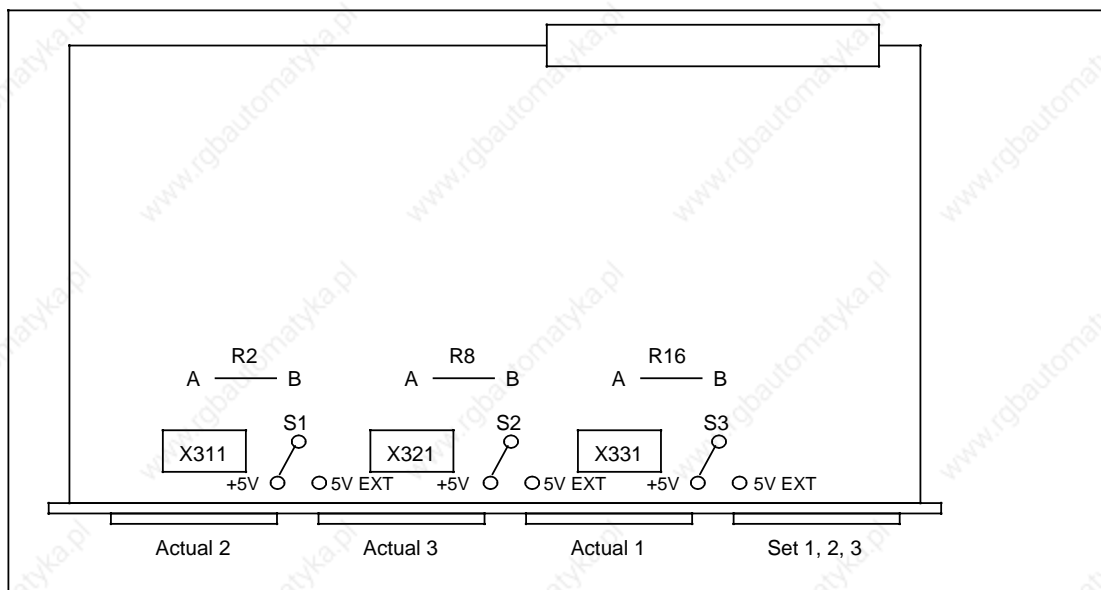 R2 R8 R16
A B A B A B
S1 S2 S3
X311 X321 X331
+5V 5V EXT +5V 5V EXT +5V 5V EXT
Actual 2 Actual 3 Actual 1 Set 1, 2, 3
www.rgbautomatyka.pl